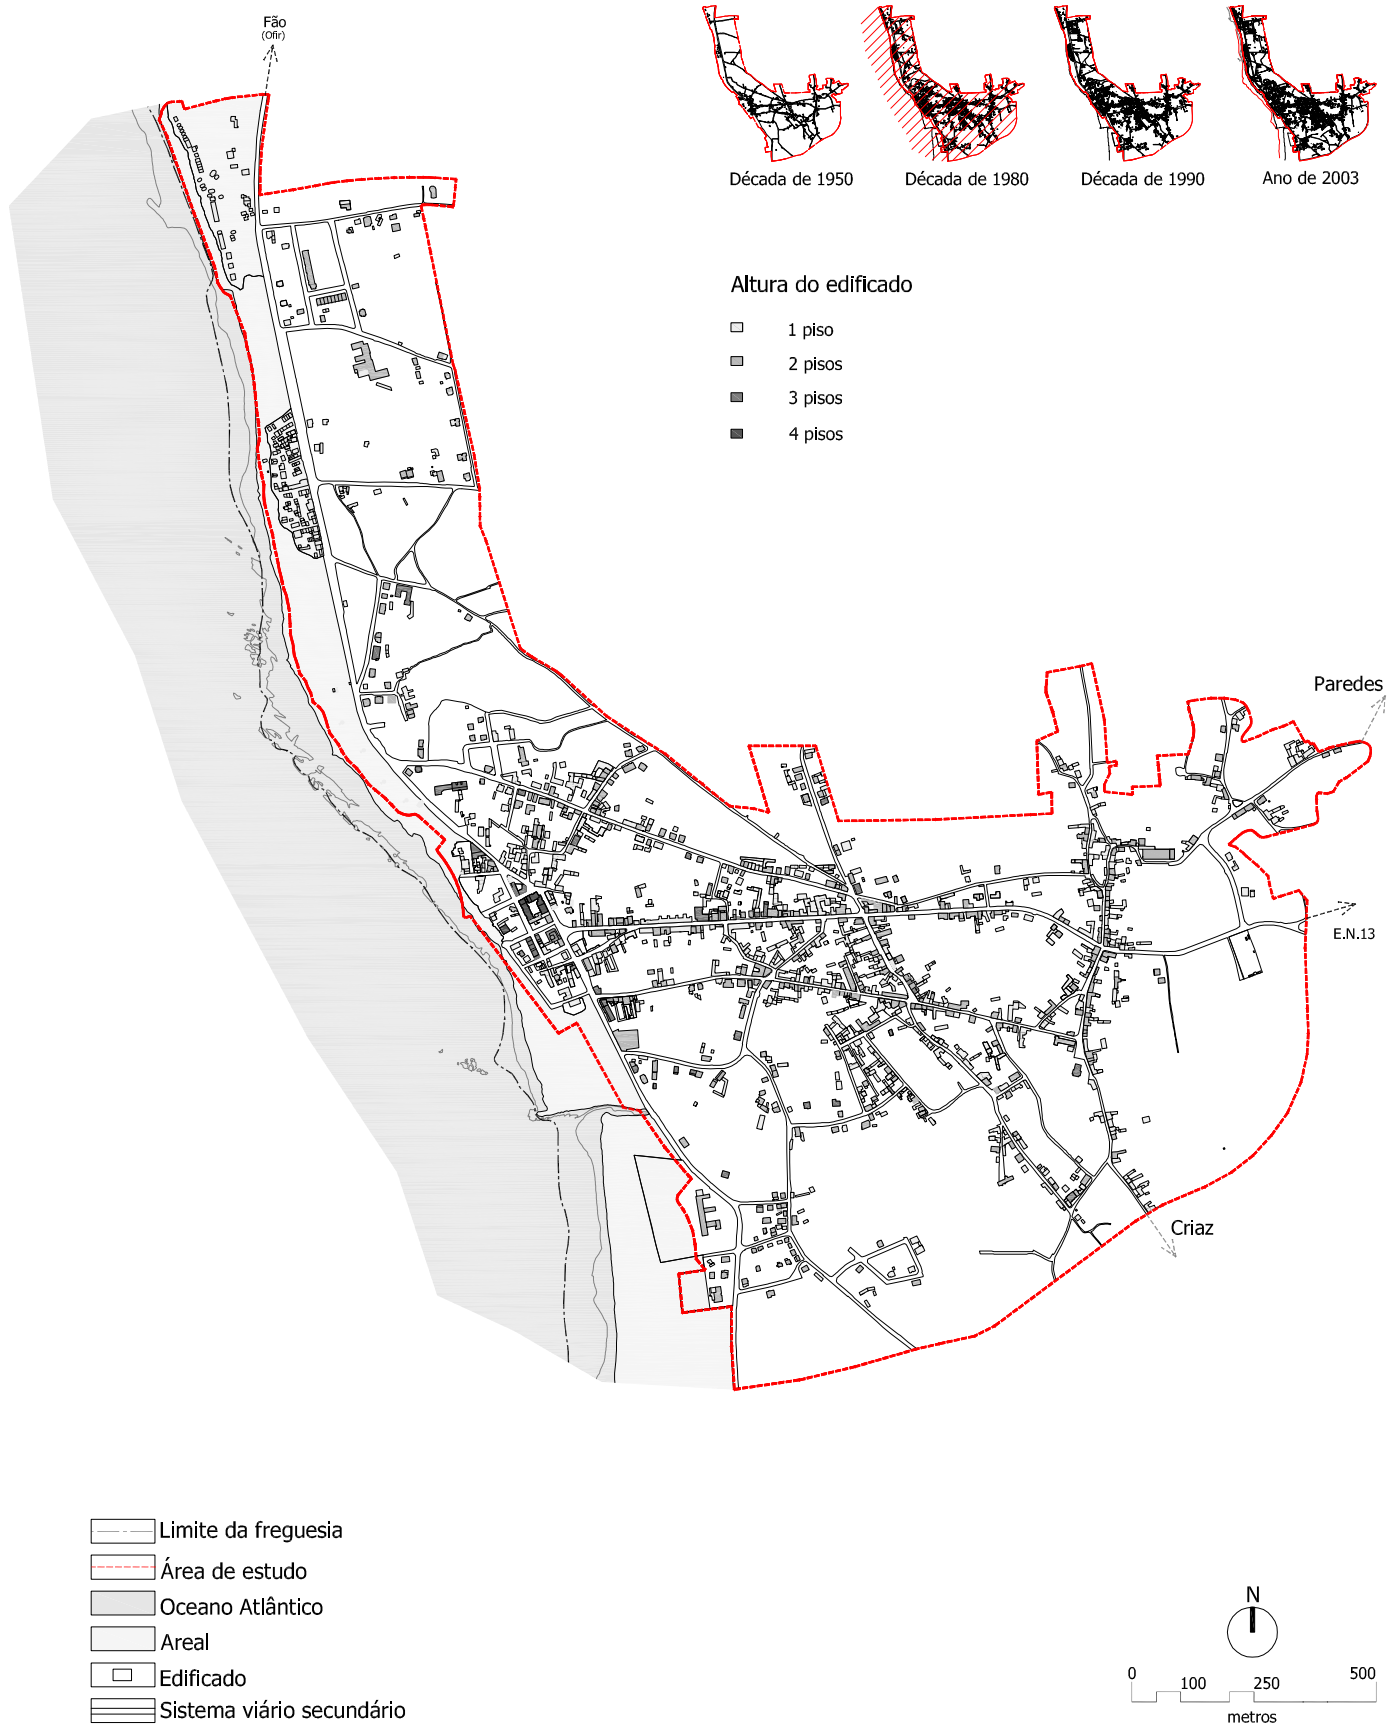 Fão
(Ofir)
Década de 1950
Década de 1980
Década de 1990
Ano de 2003
Altura do edificado
1 piso
2 pisos
3 pisos
4 pisos
Paredes
E.N.13
Criaz
Limite da freguesia
Área de estudo
Oceano Atlântico
Areal
Edificado
Sistema viário secundário
N
0 100 250 500
metros